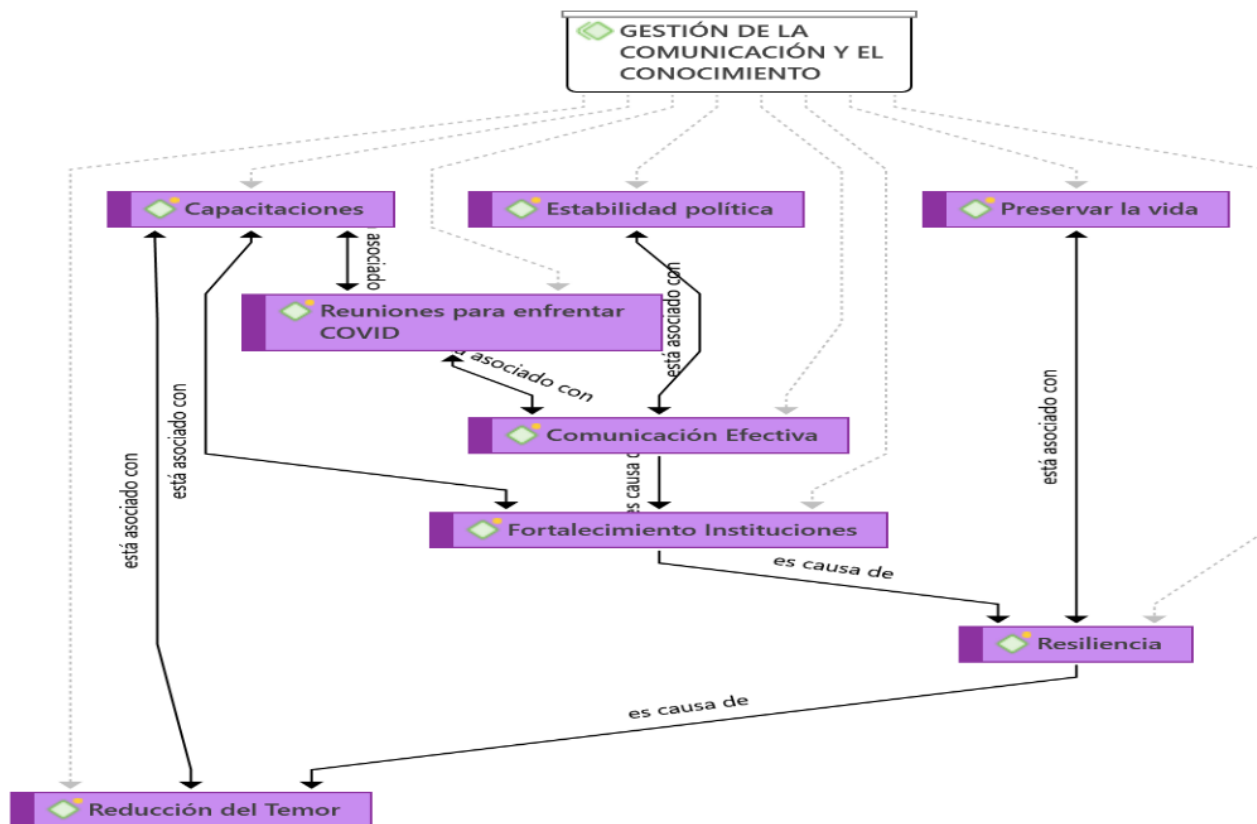 GESTIÓN DE LA
COMUNICACIÓN Y EL
CONOCIMIENTO
Capacitaciones
Estabilidad política
Preservar la vida
asociado
Reuniones para enfrentar
COVID
asociado con
está asociado con
está asociado con
está asociado con
Comunicación Efectiva
está asociado con
es causa
Fortalecimiento Instituciones
es causa de
Resiliencia
es causa de
Reducción del Temor